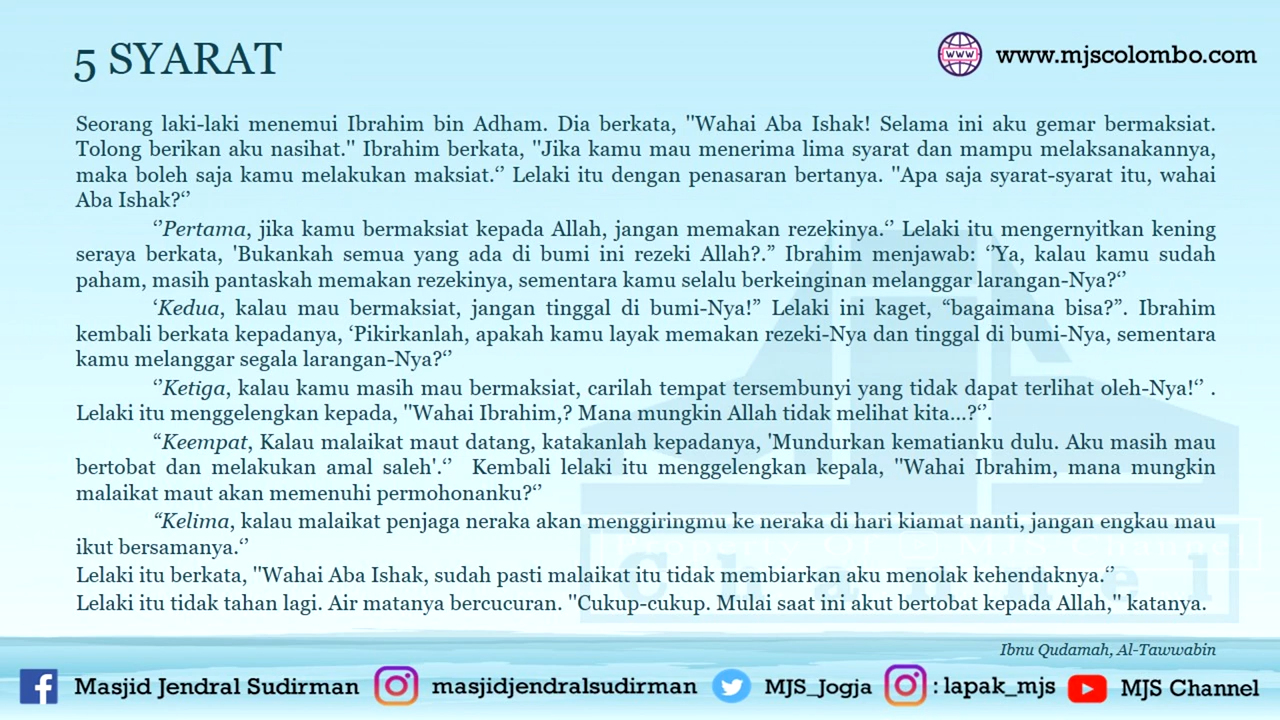 5 SYARAT
www.mjscolombo.com
Seorang laki-laki menemui Ibrahim bin Adham. Dia berkata, "Wahai Aba Ishak! Selama ini aku gemar bermaksiat.
Tolong berikan aku nasihat." Ibrahim berkata, "Jika kamu mau menerima lima syarat dan mampu melaksanakannya,
maka boleh saja kamu melakukan maksiat.‘’ Lelaki itu dengan penasaran bertanya. "Apa saja syarat-syarat itu, wahai
Aba Ishak?‘’
‘’Pertama, jika kamu bermaksiat kepada Allah, jangan memakan rezekinya.‘’ Lelaki itu mengernyitkan kening
seraya berkata, 'Bukankah semua yang ada di bumi ini rezeki Allah?.” Ibrahim menjawab: ‘’Ya, kalau kamu sudah
paham, masih pantaskah memakan rezekinya, sementara kamu selalu berkeinginan melanggar larangan-Nya?‘’
‘Kedua, kalau mau bermaksiat, jangan tinggal di bumi-Nya!” Lelaki ini kaget, “bagaimana bisa?”. Ibrahim
kembali berkata kepadanya, ‘Pikirkanlah, apakah kamu layak memakan rezeki-Nya dan tinggal di bumi-Nya, sementara
kamu melanggar segala larangan-Nya?‘’
‘’Ketiga, kalau kamu masih mau bermaksiat, carilah tempat tersembunyi yang tidak dapat terlihat oleh-Nya!‘’ .
Lelaki itu menggelengkan kepada, "Wahai Ibrahim,? Mana mungkin Allah tidak melihat kita...?‘’.
“Keempat, Kalau malaikat maut datang, katakanlah kepadanya, 'Mundurkan kematianku dulu. Aku masih mau
bertobat dan melakukan amal saleh'.‘’ Kembali lelaki itu menggelengkan kepala, "Wahai Ibrahim, mana mungkin
malaikat maut akan memenuhi permohonanku?‘’
“Kelima, kalau malaikat penjaga neraka akan menggiringmu ke neraka di hari kiamat nanti, jangan engkau mau
ikut bersamanya.‘’
Lelaki itu berkata, "Wahai Aba Ishak, sudah pasti malaikat itu tidak membiarkan aku menolak kehendaknya.‘’
Lelaki itu tidak tahan lagi. Air matanya bercucuran. "Cukup-cukup. Mulai saat ini akut bertobat kepada Allah," katanya.
Channel
Ibnu Qudamah, Al-Tawwabin
Masjid Jendral Sudirman masjidjendralsudirman MJS_Jogja : lapak_mjs MJS Channel